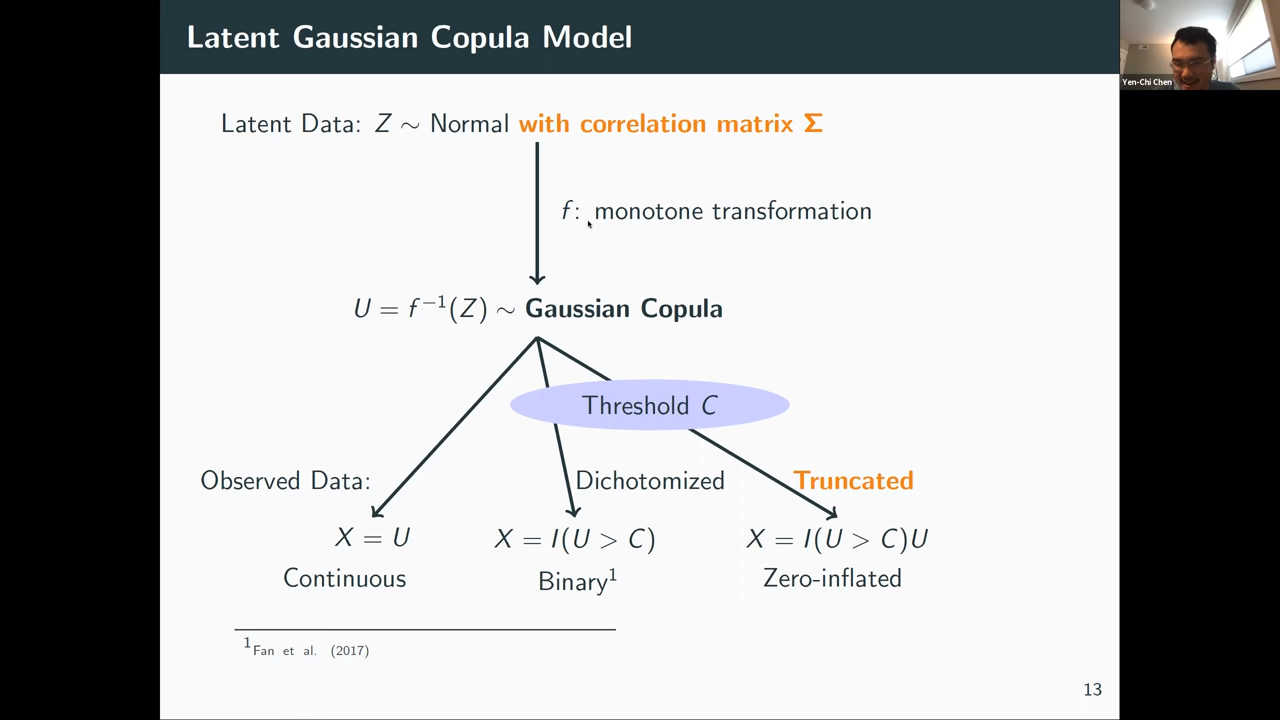 Latent Gaussian Copula Model
Yen-Chi Chen
Latent Data: Z ∼ Normal with correlation matrix Σ
f: monotone transformation
U = f⁻¹(Z) ∼ Gaussian Copula
Threshold C
Observed Data: Dichotomized Truncated
X = U X = I(U > C) X = I(U > C)U
Continuous Binary¹ Zero-inflated
¹Fan et al. (2017)
13